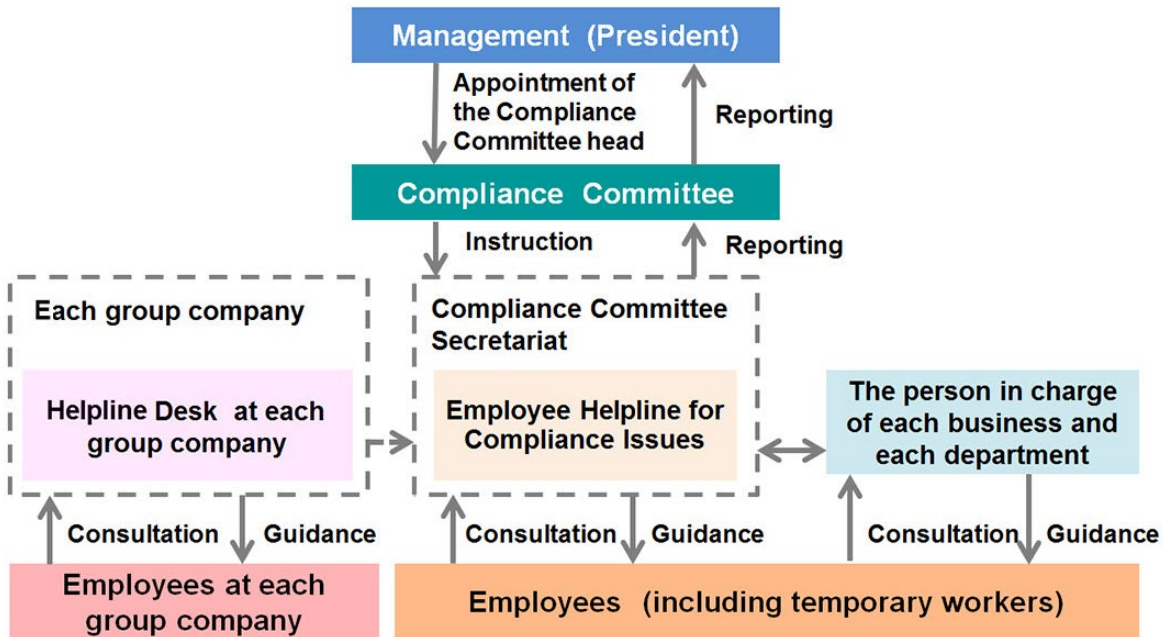 Management (President)
Appointment of
the Compliance
Committee head
Reporting
Compliance Committee
Instruction
Reporting
Each group company
Helpline Desk at each
group company
Compliance Committee
Secretariat
Employee Helpline for
Compliance Issues
The person in charge
of each business and
each department
Consultation
Guidance
Consultation
Guidance
Consultation
Guidance
Employees at each
group company
Employees (including temporary workers)